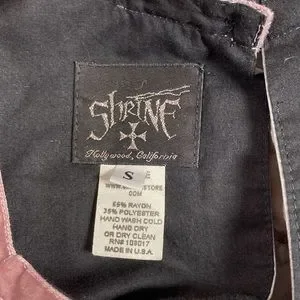 Shrine
Hollywood, California
S
.COM
65% RAYON
35% POLYESTER
HAND WASH COLD
HANG DRY
OR DRY CLEAN
RN# 103017
MADE IN U.S.A.